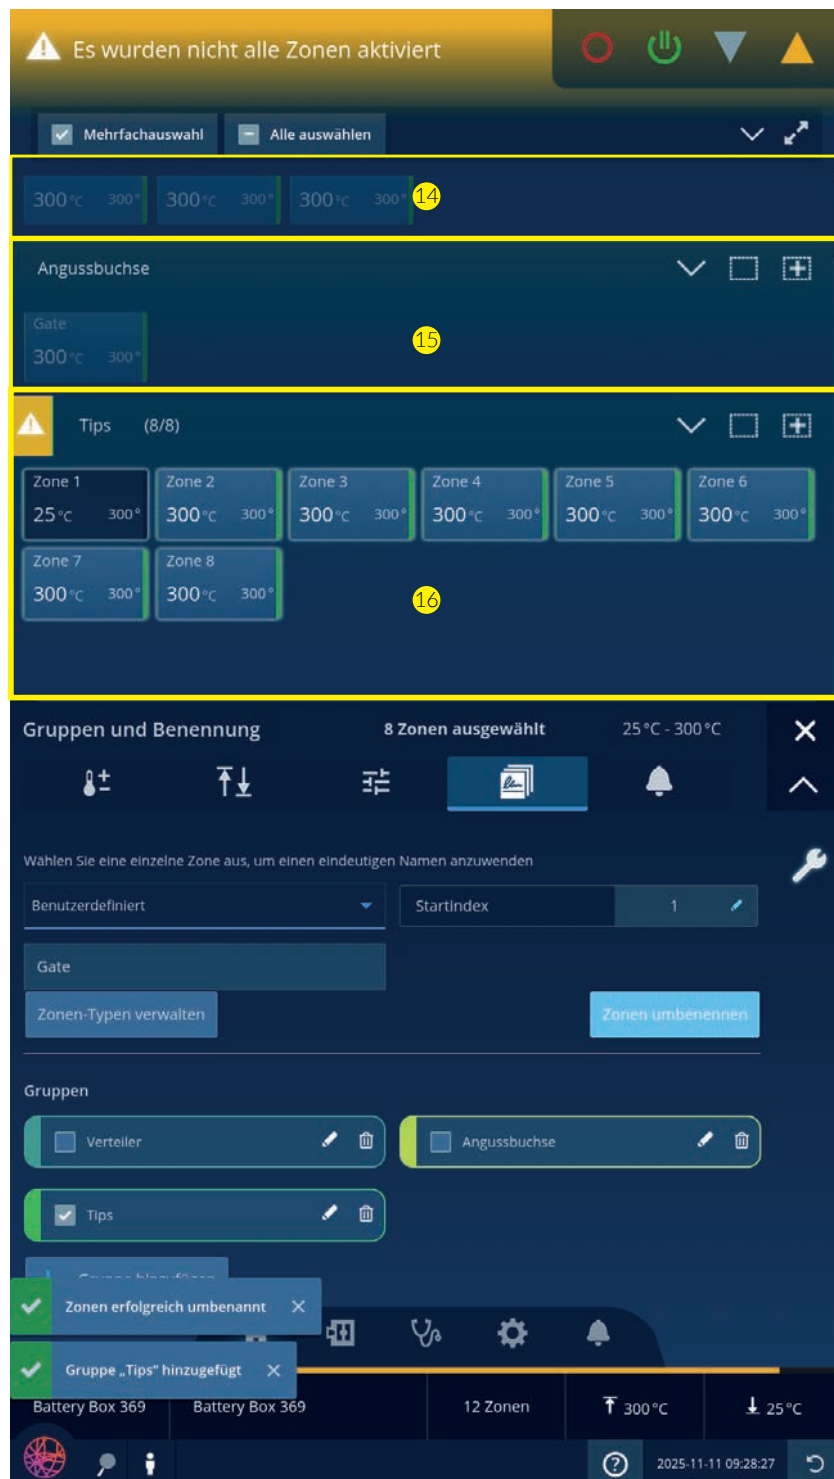 Es wurden nicht alle Zonen aktiviert
Mehrfachauswahl Alle auswählen
300 °C 300° 300 °C 300° 300 °C 300° 14
Angussbuchse
Gate
300 °C 300° 15
Tips (8/8)
Zone 1 Zone 2 Zone 3 Zone 4 Zone 5 Zone 6
25 °C 300° 300 °C 300° 300 °C 300° 300 °C 300° 300 °C 300° 300 °C 300°
Zone 7 Zone 8
300 °C 300° 300 °C 300°
16
Gruppen und Benennung 8 Zonen ausgewählt 25 °C - 300 °C
Wählen Sie eine einzelne Zone aus, um einen eindeutigen Namen anzuwenden
Benutzerdefiniert StartIndex 1
Gate
Zonen-Typen verwalten Zonen umbenennen
Gruppen
Verteiler Angussbuchse
Tips
Zonen erfolgreich umbenannt
Gruppe „Tips“ hinzugefügt
Battery Box 369 Battery Box 369 12 Zonen 300 °C 25 °C
2025-11-11 09:28:27